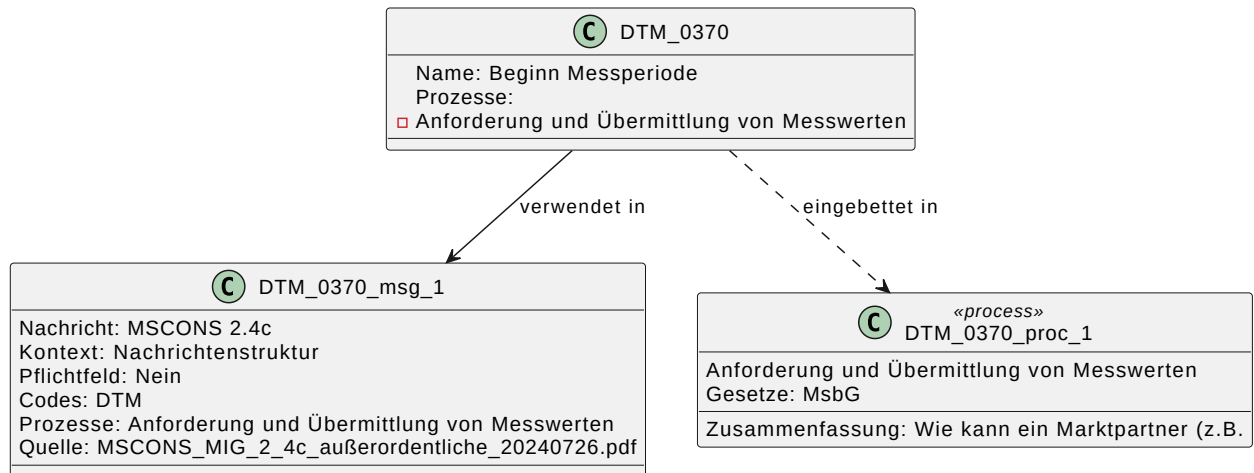 C DTM_0370
Name: Beginn Messperiode
Prozesse:
Anforderung und Übermittlung von Messwerten
verwendet in
eingebettet in
C DTM_0370_msg_1
Nachricht: MSCONS 2.4c
Kontext: Nachrichtenstruktur
Pflichtfeld: Nein
Codes: DTM
Prozesse: Anforderung und Übermittlung von Messwerten
Quelle: MSCONS_MIG_2_4c_außerordentliche_20240726.pdf
«process»
C DTM_0370_proc_1
Anforderung und Übermittlung von Messwerten
Gesetze: MsbG
Zusammenfassung: Wie kann ein Marktpartner (z.B.